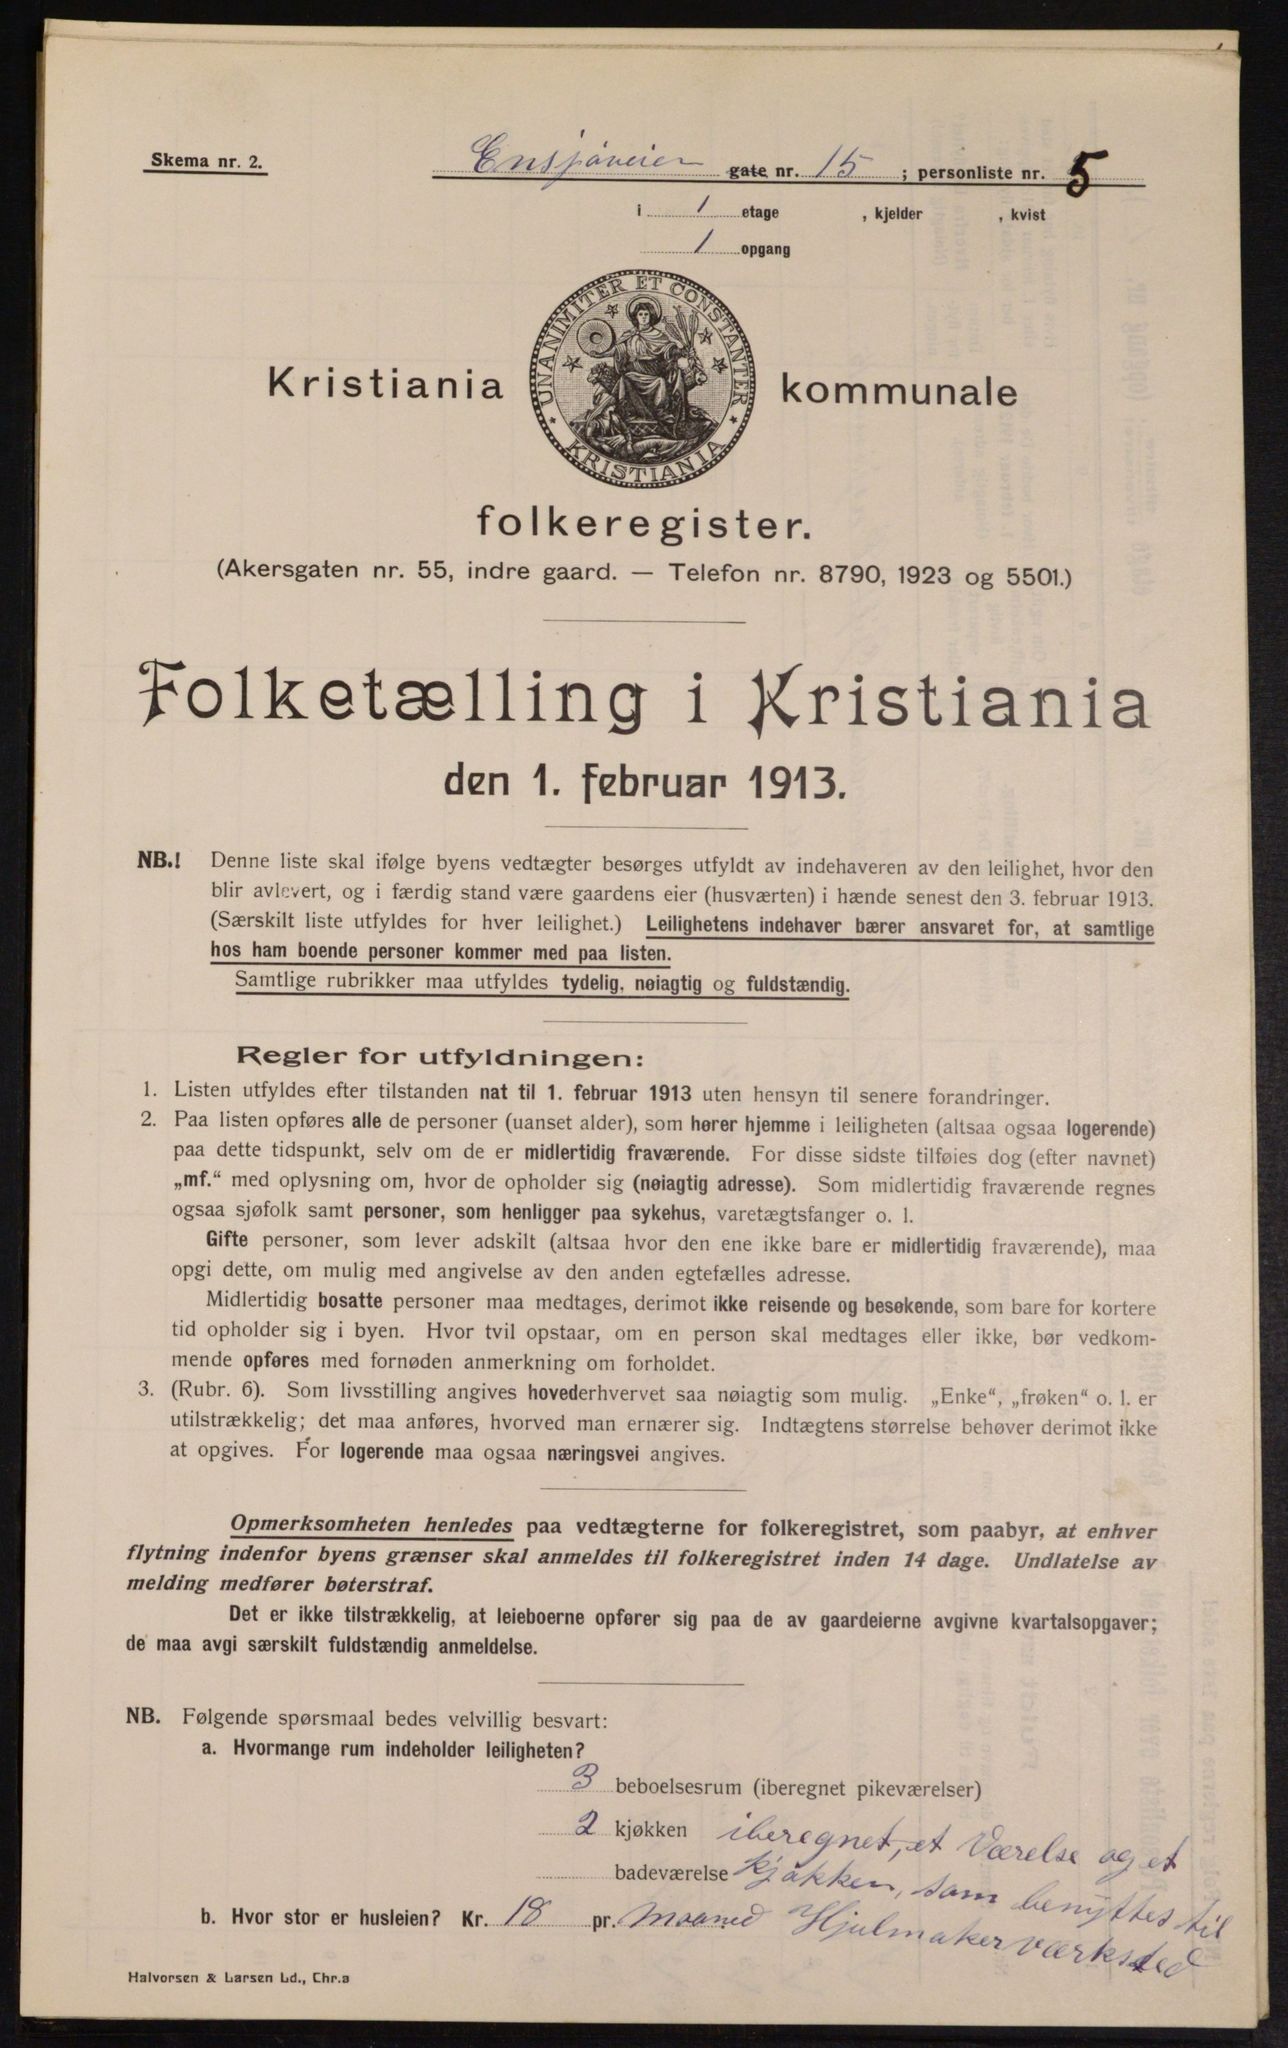 Skema nr. 2.
Ensjöveien gate nr. 15 ; personliste nr. 5
i 1 etage , kjelder , kvist
1 opgang
UNANIMITER ET CONSTANTER
KRISTIANIA
Kristiania kommunale
folkeregister.
(Akersgaten nr. 55, indre gaard. — Telefon nr. 8790, 1923 og 5501.)
Folketælling i Kristiania
den 1. februar 1913.
NB.! Denne liste skal ifølge byens vedtægter besørges utfyldt av indehaveren av den leilighet, hvor den
blir avlevert, og i færdig stand være gaardens eier (husværten) i hænde senest den 3. februar 1913.
(Særskilt liste utfyldes for hver leilighet.) Leilighetens indehaver bærer ansvaret for, at samtlige
hos ham boende personer kommer med paa listen.
Samtlige rubrikker maa utfyldes tydelig, nøiagtig og fuldstændig.
Regler for utfyldningen:
1. Listen utfyldes efter tilstanden nat til 1. februar 1913 uten hensyn til senere forandringer.
2. Paa listen opføres alle de personer (uanset alder), som hører hjemme i leiligheten (altsaa ogsaa logerende)
paa dette tidspunkt, selv om de er midlertidig fraværende. For disse sidste tilføies dog (efter navnet)
„mf.“ med oplysning om, hvor de opholder sig (nøiagtig adresse). Som midlertidig fraværende regnes
ogsaa sjøfolk samt personer, som henligger paa sykehus, varetægtsfanger o. l.
Gifte personer, som lever adskilt (altsaa hvor den ene ikke bare er midlertidig fraværende), maa
opgi dette, om mulig med angivelse av den anden egtefælles adresse.
Midlertidig bosatte personer maa medtages, derimot ikke reisende og besøkende, som bare for kortere
tid opholder sig i byen. Hvor tvil opstaar, om en person skal medtages eller ikke, bør vedkom-
mende opføres med fornøden anmerkning om forholdet.
3. (Rubr. 6). Som livsstilling angives hovederhvervet saa nøiagtig som mulig. „Enke“, „frøken“ o. l. er
utilstrækkelig; det maa anføres, hvorved man ernærer sig. Indtægtens størrelse behøver derimot ikke
at opgives. For logerende maa ogsaa næringsvei angives.
Opmerksomheten henledes paa vedtægterne for folkeregistret, som paabyr, at enhver
flytning indenfor byens grænser skal anmeldes til folkeregistret inden 14 dage. Undlatelse av
melding medfører bøterstraf.
Det er ikke tilstrækkelig, at leieboerne opfører sig paa de av gaardeierne avgivne kvartalsopgaver;
de maa avgi særskilt fuldstændig anmeldelse.
NB. Følgende spørsmaal bedes velvillig besvart:
a. Hvormange rum indeholder leiligheten?
3 beboelsesrum (iberegnet pikeværelser)
2 kjøkken iberegnet, et Værelse og et
badeværelse kjökken, som benyttes til
b. Hvor stor er husleien? Kr. 18 pr. Maaned Hjulmakerværksted
Halvorsen & Larsen Ld., Chr.a